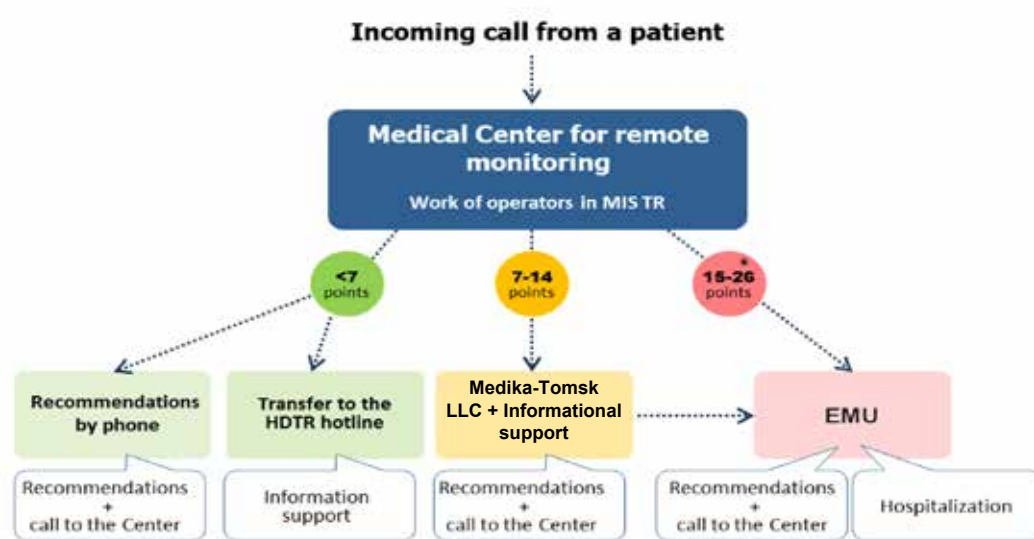 Incoming call from a patient
Medical Center for remote
monitoring
Work of operators in MIS TR
<7
points
7-14
points
*
15-26
points
Recommendations
by phone
Transfer to the
HDTR hotline
Medika-Tomsk
LLC + Informational
support
EMU
Recommendations
+
call to the Center
Information
support
Recommendations
+
call to the Center
Recommendations
+
call to the Center
Hospitalization